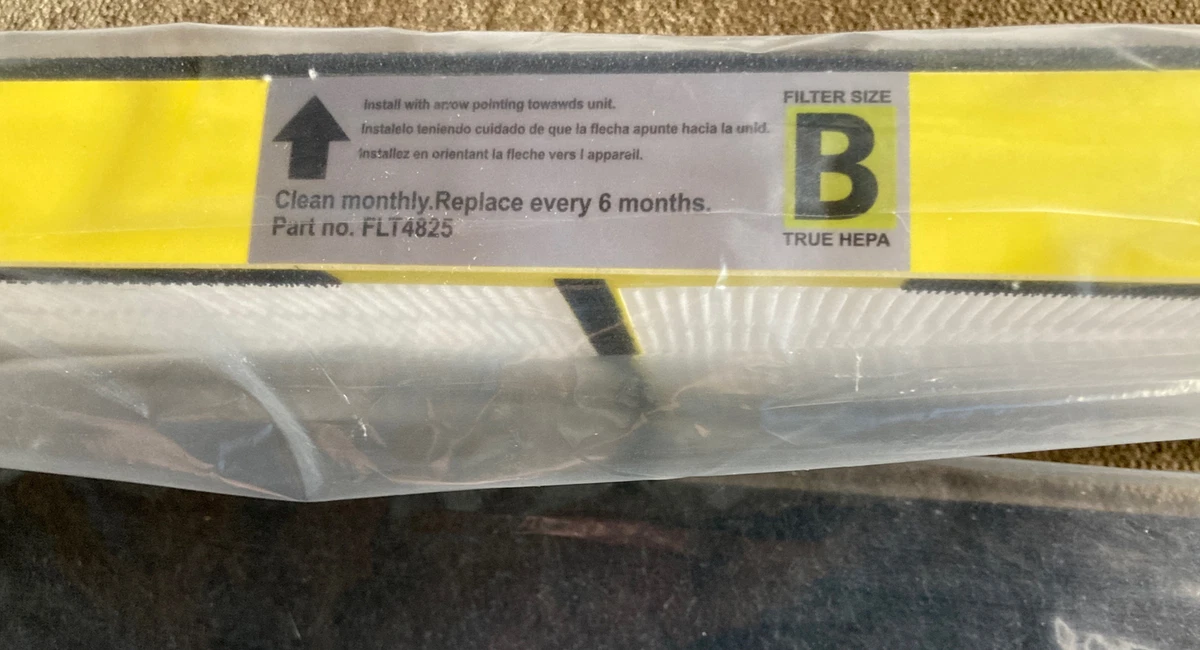 Install with arrow pointing towawds unit.
Instalelo teniendo cuidado de que la flecha apunte hacia la unid.
Installez en orientant la fleche vers l appareil.
Clean monthly.Replace every 6 months.
Part no. FLT4825
FILTER SIZE
B
TRUE HEPA